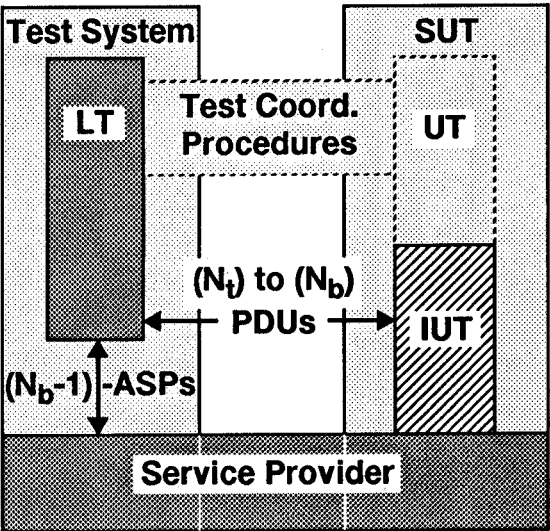 Test System
SUT
LT
Test Coord.
Procedures
UT
(Nt) to (Nb)
PDUs
IUT
(Nb-1) -ASPs
Service Provider